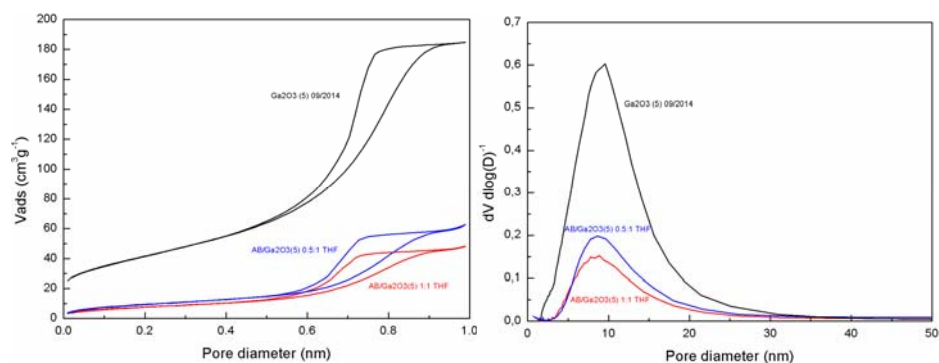 200
180
160
140
120
100
80
60
40
20
0
Vads (cm³g⁻¹)
Ga2O3 (5) 09/2014
AB/Ga2O3(5) 0.5:1 THF
AB/Ga2O3(5) 1:1 THF
0.0 0.2 0.4 0.6 0.8 1.0
Pore diameter (nm)
0,7
0,6
0,5
0,4
0,3
0,2
0,1
0,0
dV dlog(D)⁻¹
Ga2O3 (5) 09/2014
AB/Ga2O3(5) 0.5:1 THF
AB/Ga2O3(5) 1:1 THF
0 10 20 30 40 50
Pore diameter (nm)